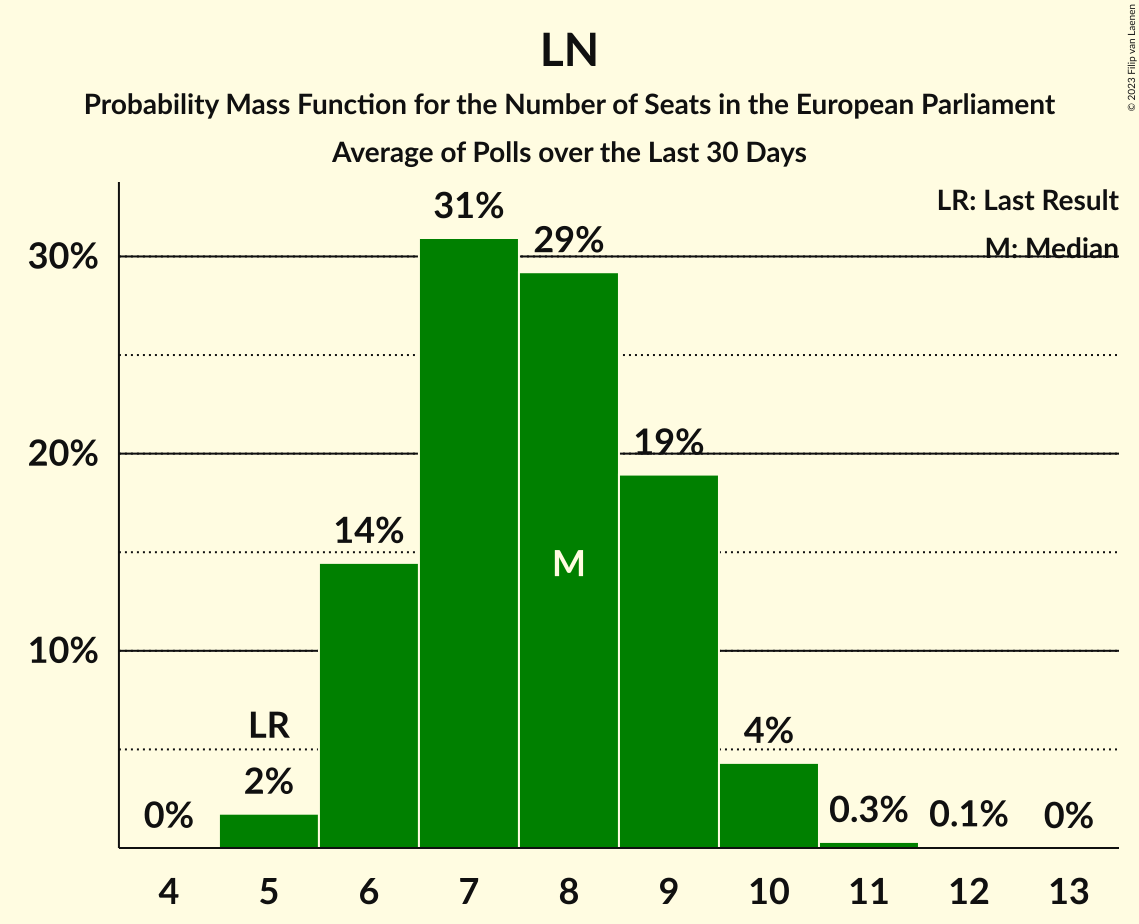 LN
Probability Mass Function for the Number of Seats in the European Parliament
Average of Polls over the Last 30 Days
© 2023 Filip van Laenen
LR: Last Result
M: Median
30%
20%
10%
0%
LR
2%
14%
31%
29%
M
19%
4%
0.3%
0.1%
0%
4 5 6 7 8 9 10 11 12 13